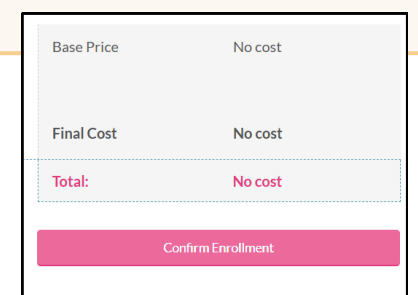 Base Price No cost
Final Cost No cost
Total: No cost
Confirm Enrollment